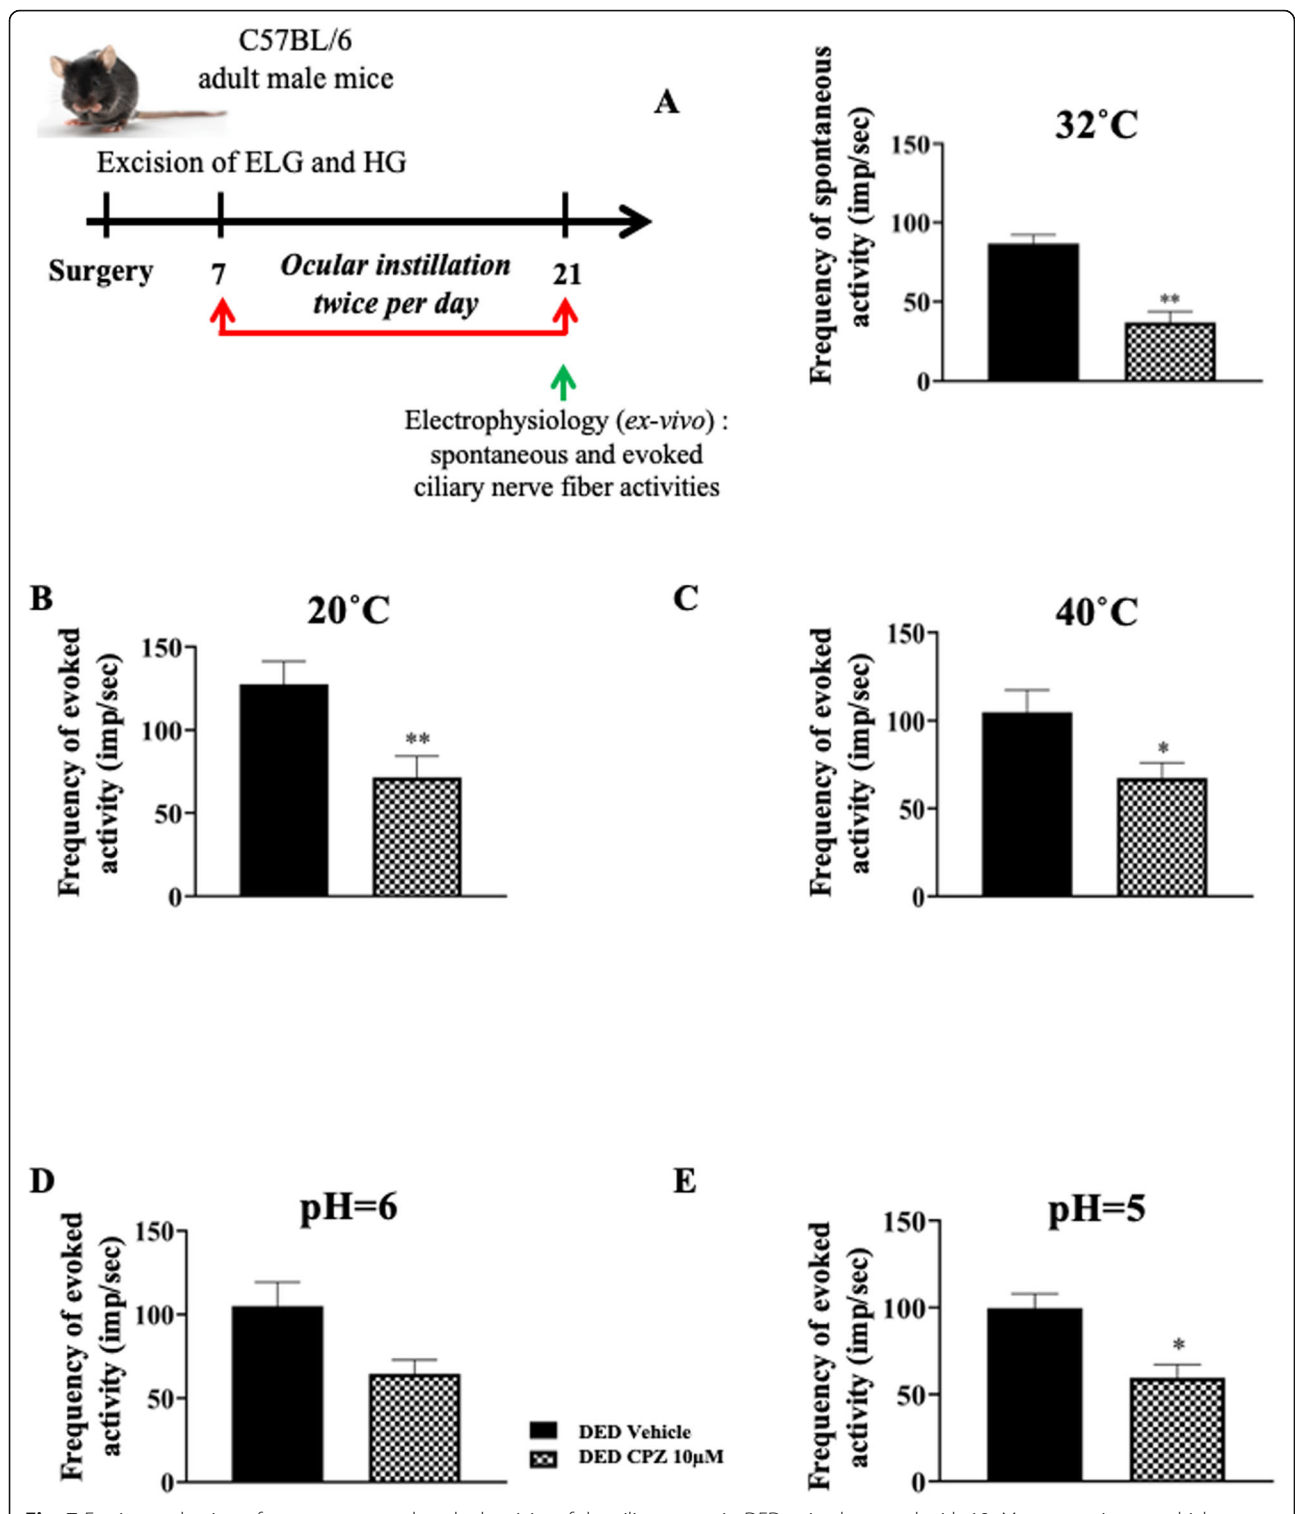 C57BL/6
adult male mice
Excision of ELG and HG
Surgery
7
Ocular instillation
twice per day
21
Electrophysiology (ex-vivo) :
spontaneous and evoked
ciliary nerve fiber activities
A
32˚C
Frequency of spontaneous
activity (imp/sec)
150
100
50
0
**
B
20˚C
Frequency of evoked
activity (imp/sec)
150
100
50
0
**
C
40˚C
Frequency of evoked
activity (imp/sec)
150
100
50
0
*
D
pH=6
Frequency of evoked
activity (imp/sec)
150
100
50
0
DED Vehicle
DED CPZ 10µM
E
pH=5
Frequency of evoked
activity (imp/sec)
150
100
50
0
*